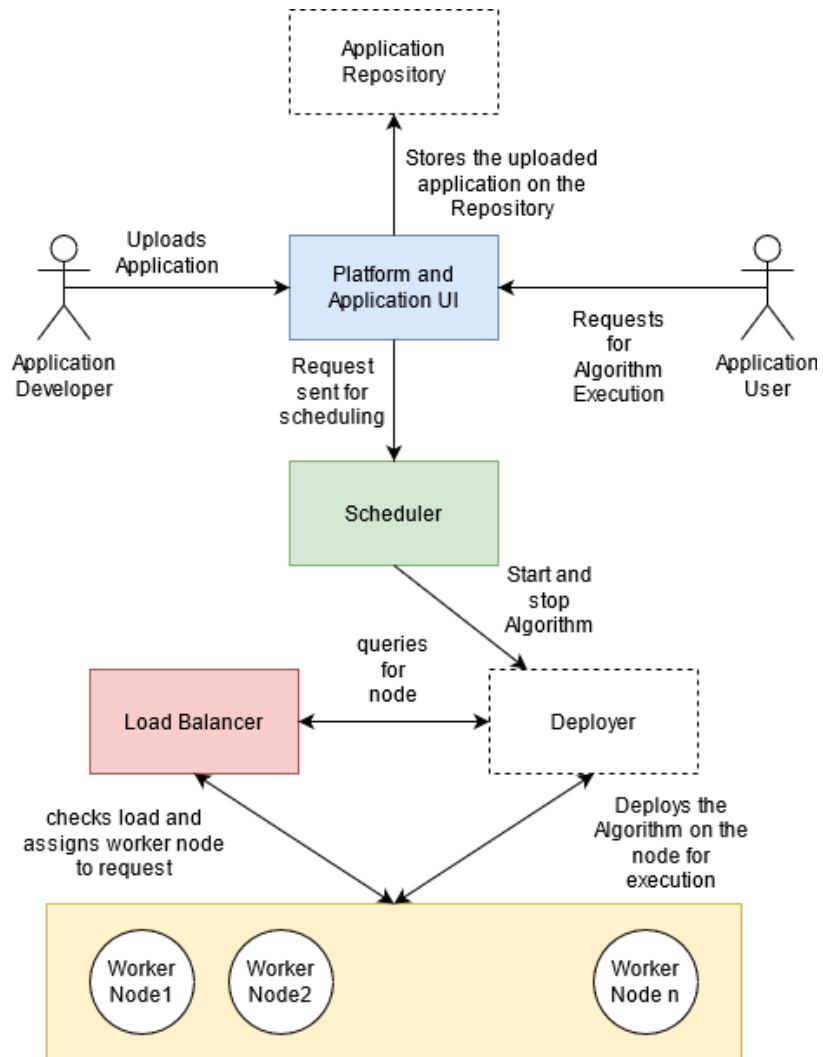 Application
Repository
Stores the uploaded
application on the
Repository
Uploads
Application
Platform and
Application UI
Requests
for
Algorithm
Execution
Application
Developer
Application
User
Request
sent for
scheduling
Scheduler
Start and
stop
Algorithm
queries
for
node
Load Balancer
Deployer
checks load and
assigns worker node
to request
Deploys the
Algorithm on the
node for
execution
Worker
Node1
Worker
Node2
Worker
Node n